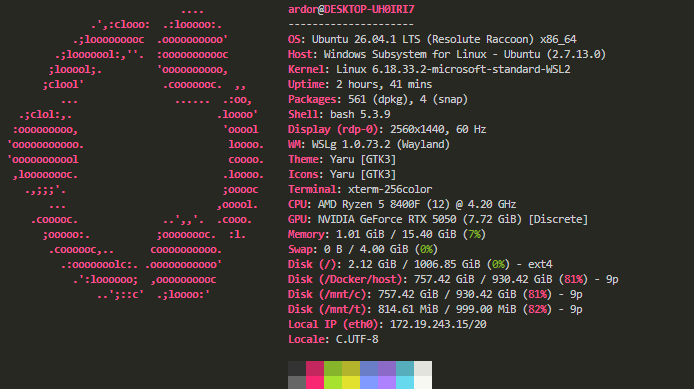 ardor@DESKTOP-UH0IRI7
---------------------
OS: Ubuntu 26.04.1 LTS (Resolute Raccoon) x86_64
Host: Windows Subsystem for Linux - Ubuntu (2.7.13.0)
Kernel: Linux 6.18.33.2-microsoft-standard-WSL2
Uptime: 2 hours, 41 mins
Packages: 561 (dpkg), 4 (snap)
Shell: bash 5.3.9
Display (rdp-0): 2560x1440, 60 Hz
WM: WSLg 1.0.73.2 (Wayland)
Theme: Yaru [GTK3]
Icons: Yaru [GTK3]
Terminal: xterm-256color
CPU: AMD Ryzen 5 8400F (12) @ 4.20 GHz
GPU: NVIDIA GeForce RTX 5050 (7.72 GiB) [Discrete]
Memory: 1.01 GiB / 15.40 GiB (7%)
Swap: 0 B / 4.00 GiB (0%)
Disk (/): 2.12 GiB / 1006.85 GiB (0%) - ext4
Disk (/Docker/host): 757.42 GiB / 930.42 GiB (81%) - 9p
Disk (/mnt/c): 757.42 GiB / 930.42 GiB (81%) - 9p
Disk (/mnt/t): 814.61 MiB / 999.00 MiB (82%) - 9p
Local IP (eth0): 172.19.243.15/20
Locale: C.UTF-8